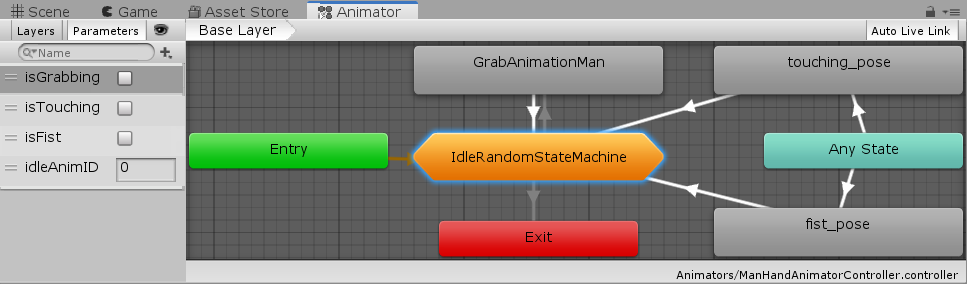 Scene Game Asset Store Animator
Layers Parameters Base Layer Auto Live Link
Name
isGrabbing
isTouching
isFist
idleAnimID 0
GrabAnimationMan touching_pose
Entry IdleRandomStateMachine Any State
Exit fist_pose
Animators/ManHandAnimatorController.controller